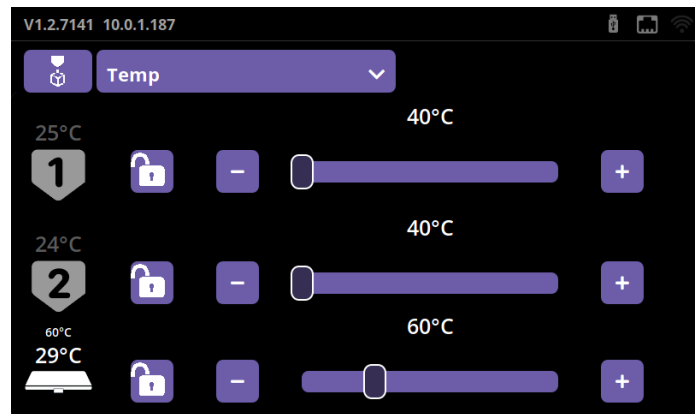 V1.2.7141 10.0.1.187
Temp
40°C
25°C
1
- +
40°C
24°C
2
- +
60°C
60°C
29°C
- +